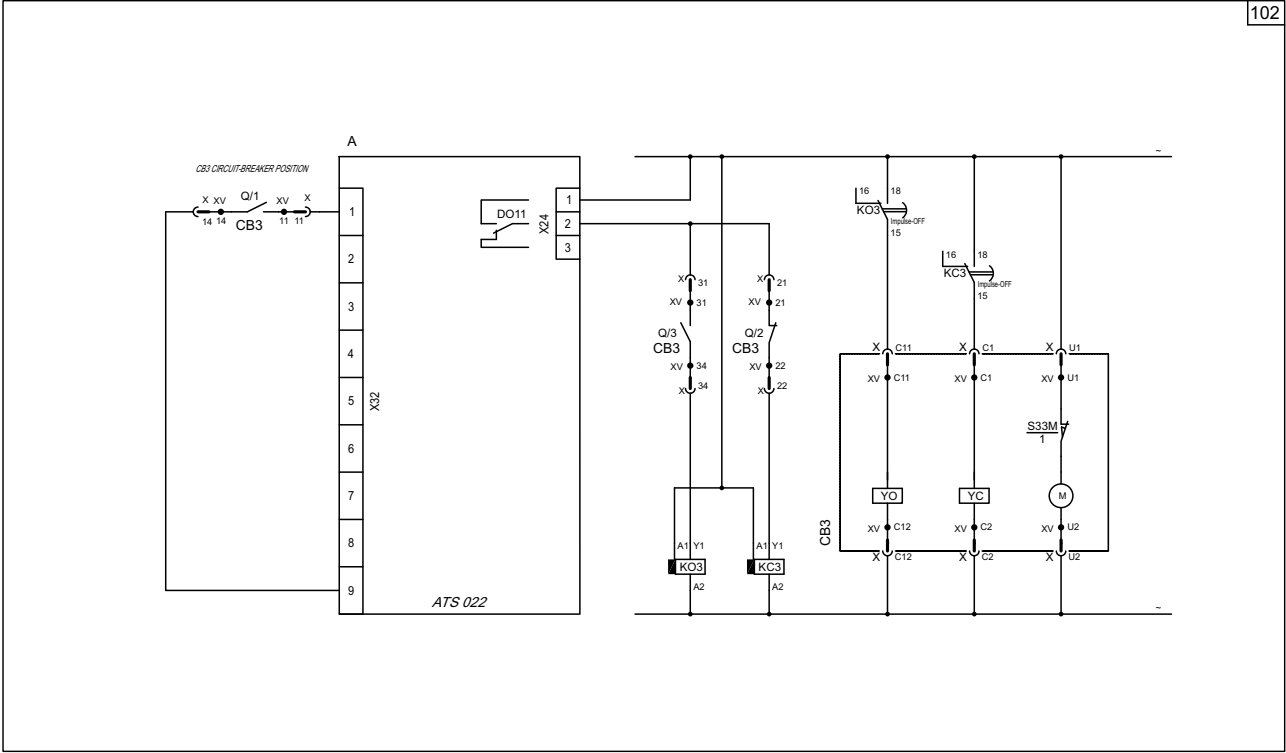 102
A
~
CB3 CIRCUIT-BREAKER POSITION
X XV Q/1 XV X
14 14 CB3 11 11
1
2
3
4
5
6
7
8
9
X32
DO11
X24
1
2
3
ATS 022
X 31
XV 31
Q/3
CB3
XV 34
X 34
A1 Y1
KO3
A2
X 21
XV 21
Q/2
CB3
XV 22
X 22
A1 Y1
KC3
A2
16 18
KO3
Impulse-OFF
15
16 18
KC3
Impulse-OFF
15
X C11
XV C11
YO
XV C12
X C12
X C1
XV C1
YC
XV C2
X C2
X U1
XV U1
S33M
1
M
XV U2
X U2
CB3
~